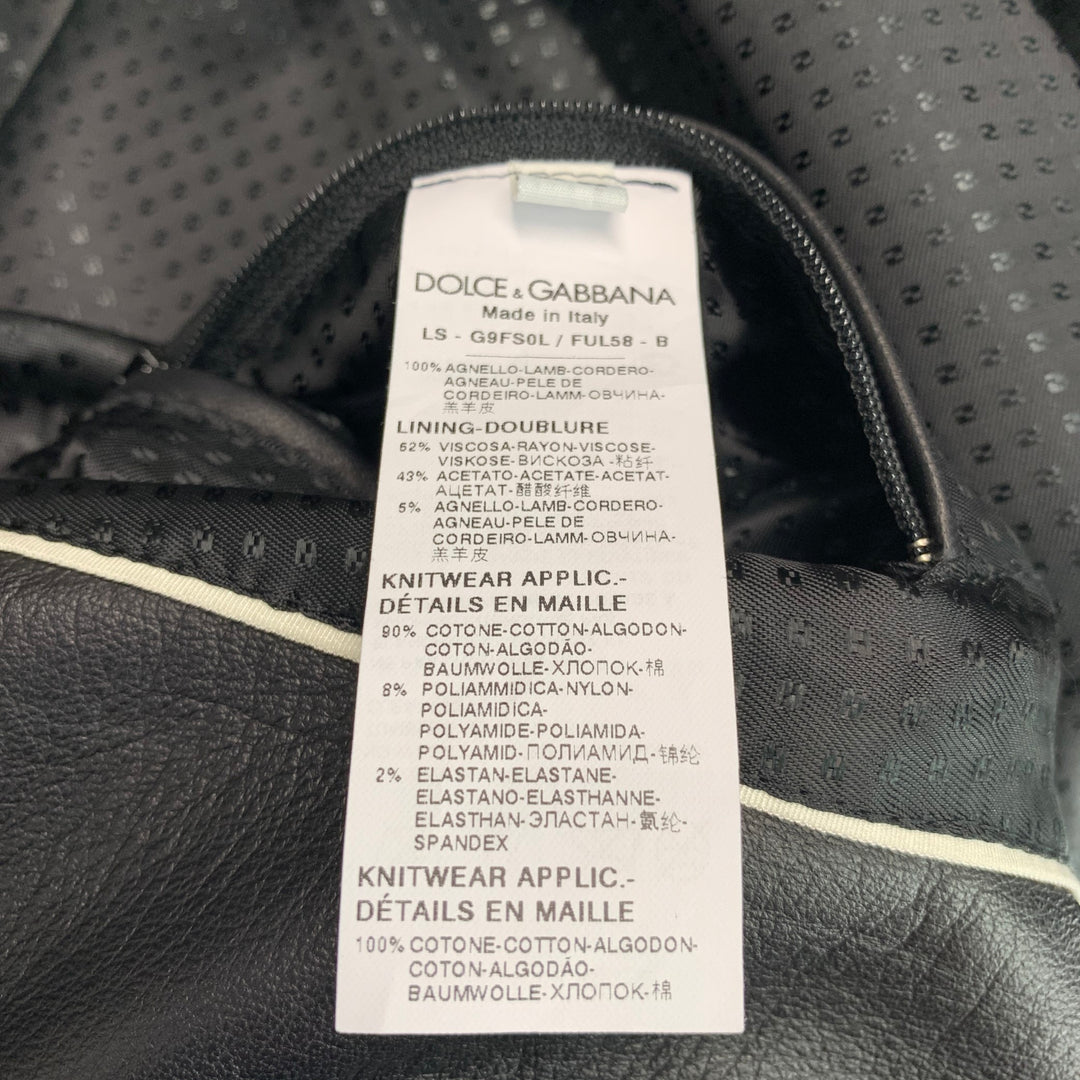 DOLCE & GABBANA
Made in Italy
LS - G9FS0L / FUL58 - B
100% AGNELLO-LAMB-CORDERO-
AGNEAU-PELE DE
CORDEIRO-LAMM-ОВЧИНА-
羔羊皮
LINING-DOUBLURE
52% VISCOSA-RAYON-VISCOSE-
VISKOSE-ВИСКОЗА -粘纤
43% ACETATO-ACETATE-ACETAT-
АЦЕТАТ-醋酸纤维
5% AGNELLO-LAMB-CORDERO-
AGNEAU-PELE DE
CORDEIRO-LAMM-ОВЧИНА-
羔羊皮
KNITWEAR APPLIC.-
DÉTAILS EN MAILLE
90% COTONE-COTTON-ALGODON-
COTON-ALGODÃO-
BAUMWOLLE-ХЛОПОК-棉
8% POLIAMMIDICA-NYLON-
POLIAMIDICA-
POLYAMIDE-POLIAMIDA-
POLYAMID-ПОЛИАМИД-锦纶
2% ELASTAN-ELASTANE-
ELASTANO-ELASTHANNE-
ELASTHAN-ЭЛАСТАН-氨纶-
SPANDEX
KNITWEAR APPLIC.-
DÉTAILS EN MAILLE
100% COTONE-COTTON-ALGODON-
COTON-ALGODÃO-
BAUMWOLLE-ХЛОПОК-棉